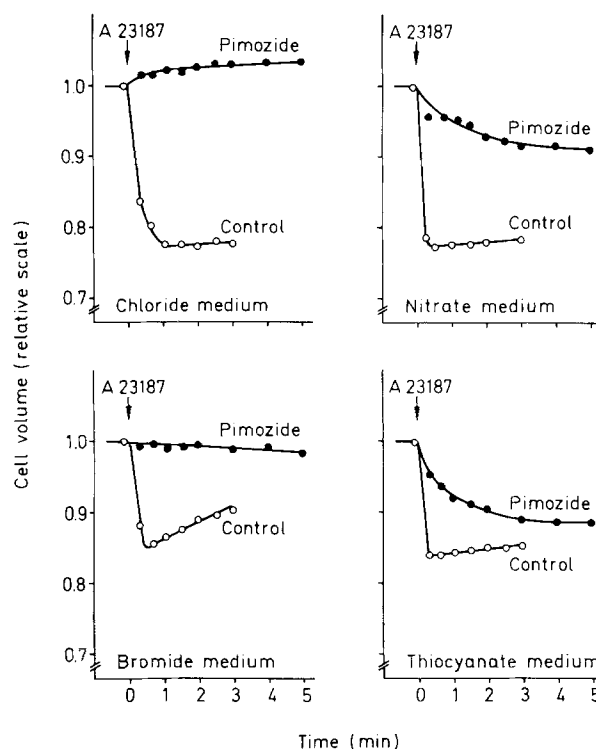 A 23187
Pimozide
1.0
0.9
0.8
0.7
Control
Chloride medium
A 23187
Pimozide
Control
Nitrate medium
Cell volume (relative scale)
A 23187
Pimozide
1.0
0.9
0.8
0.7
Control
Bromide medium
0 1 2 3 4 5
A 23187
Pimozide
Control
Thiocyanate medium
0 1 2 3 4 5
Time (min)